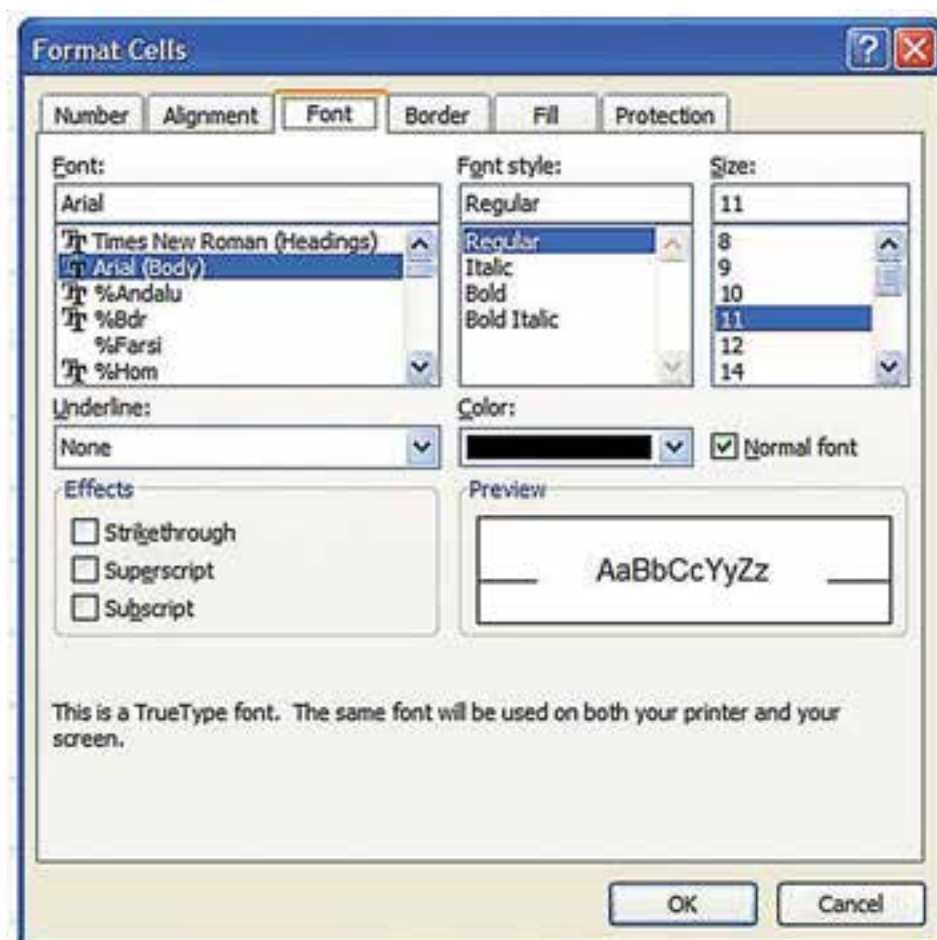 Format Cells
Number Alignment Font Border Fill Protection
Font: Font style: Size:
Arial Regular 11
Times New Roman (Headings) Regular 8
Arial (Body) Italic 9
%Andalu Bold 10
%Bdr Bold Italic 11
%Farsi 12
%Hom 14
Underline: Color:
None Normal font
Effects Preview
Strikethrough
Superscript AaBbCcYyZz
Subscript
This is a TrueType font. The same font will be used on both your printer and your
screen.
OK Cancel